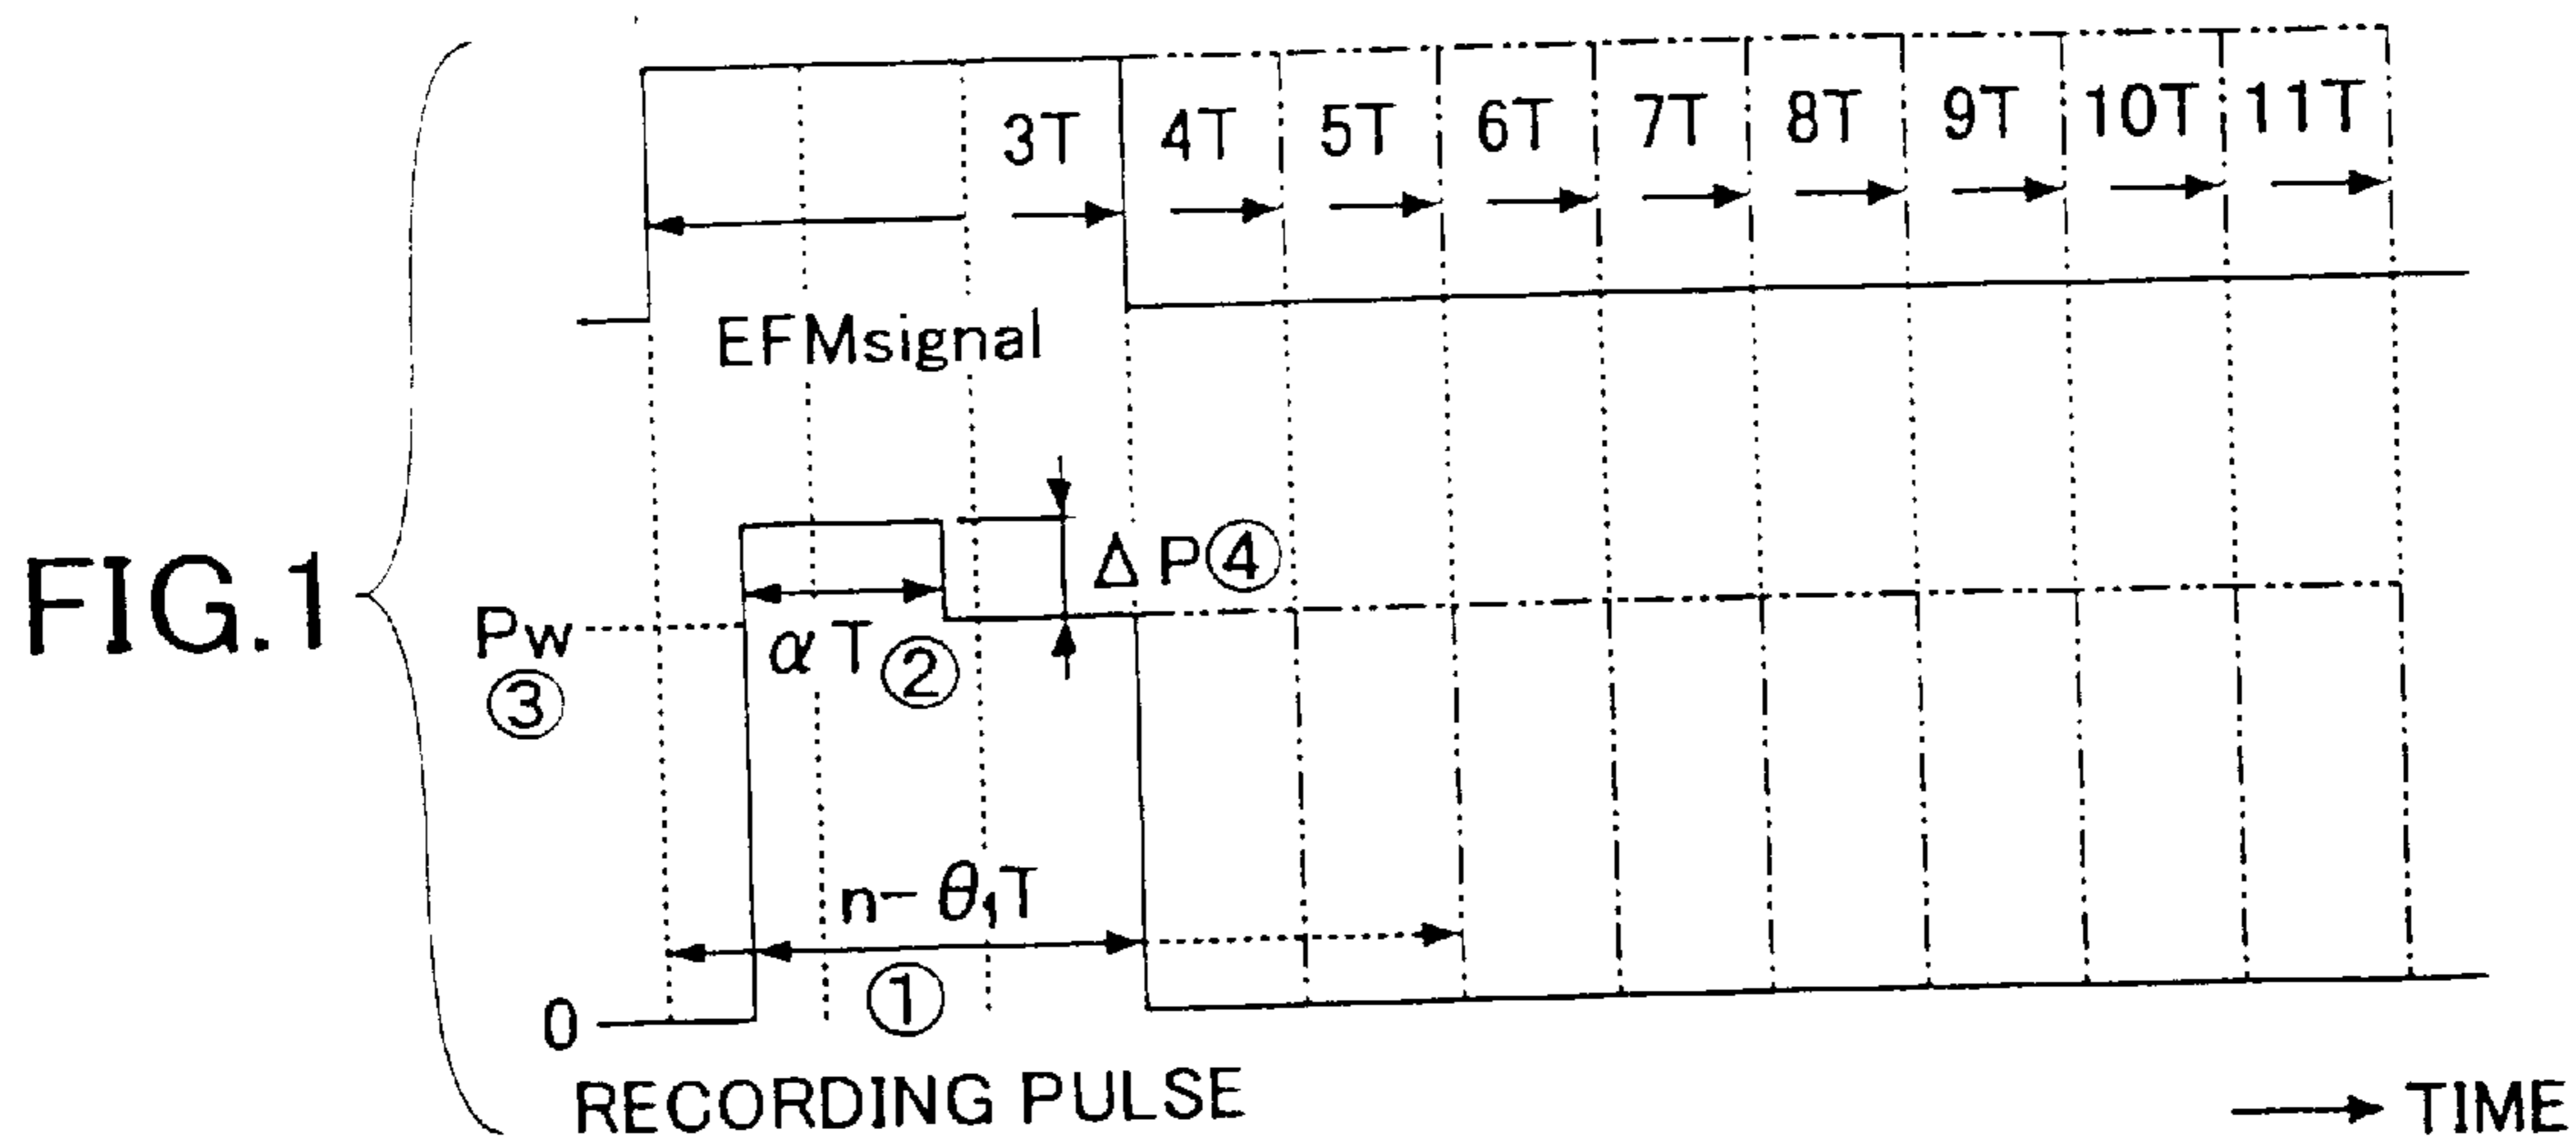 FIG.1
3T 4T 5T 6T 7T 8T 9T 10T 11T
EFMsignal
ΔP④
Pw
③
αT②
n-θ₁T
①
0
RECORDING PULSE
TIME